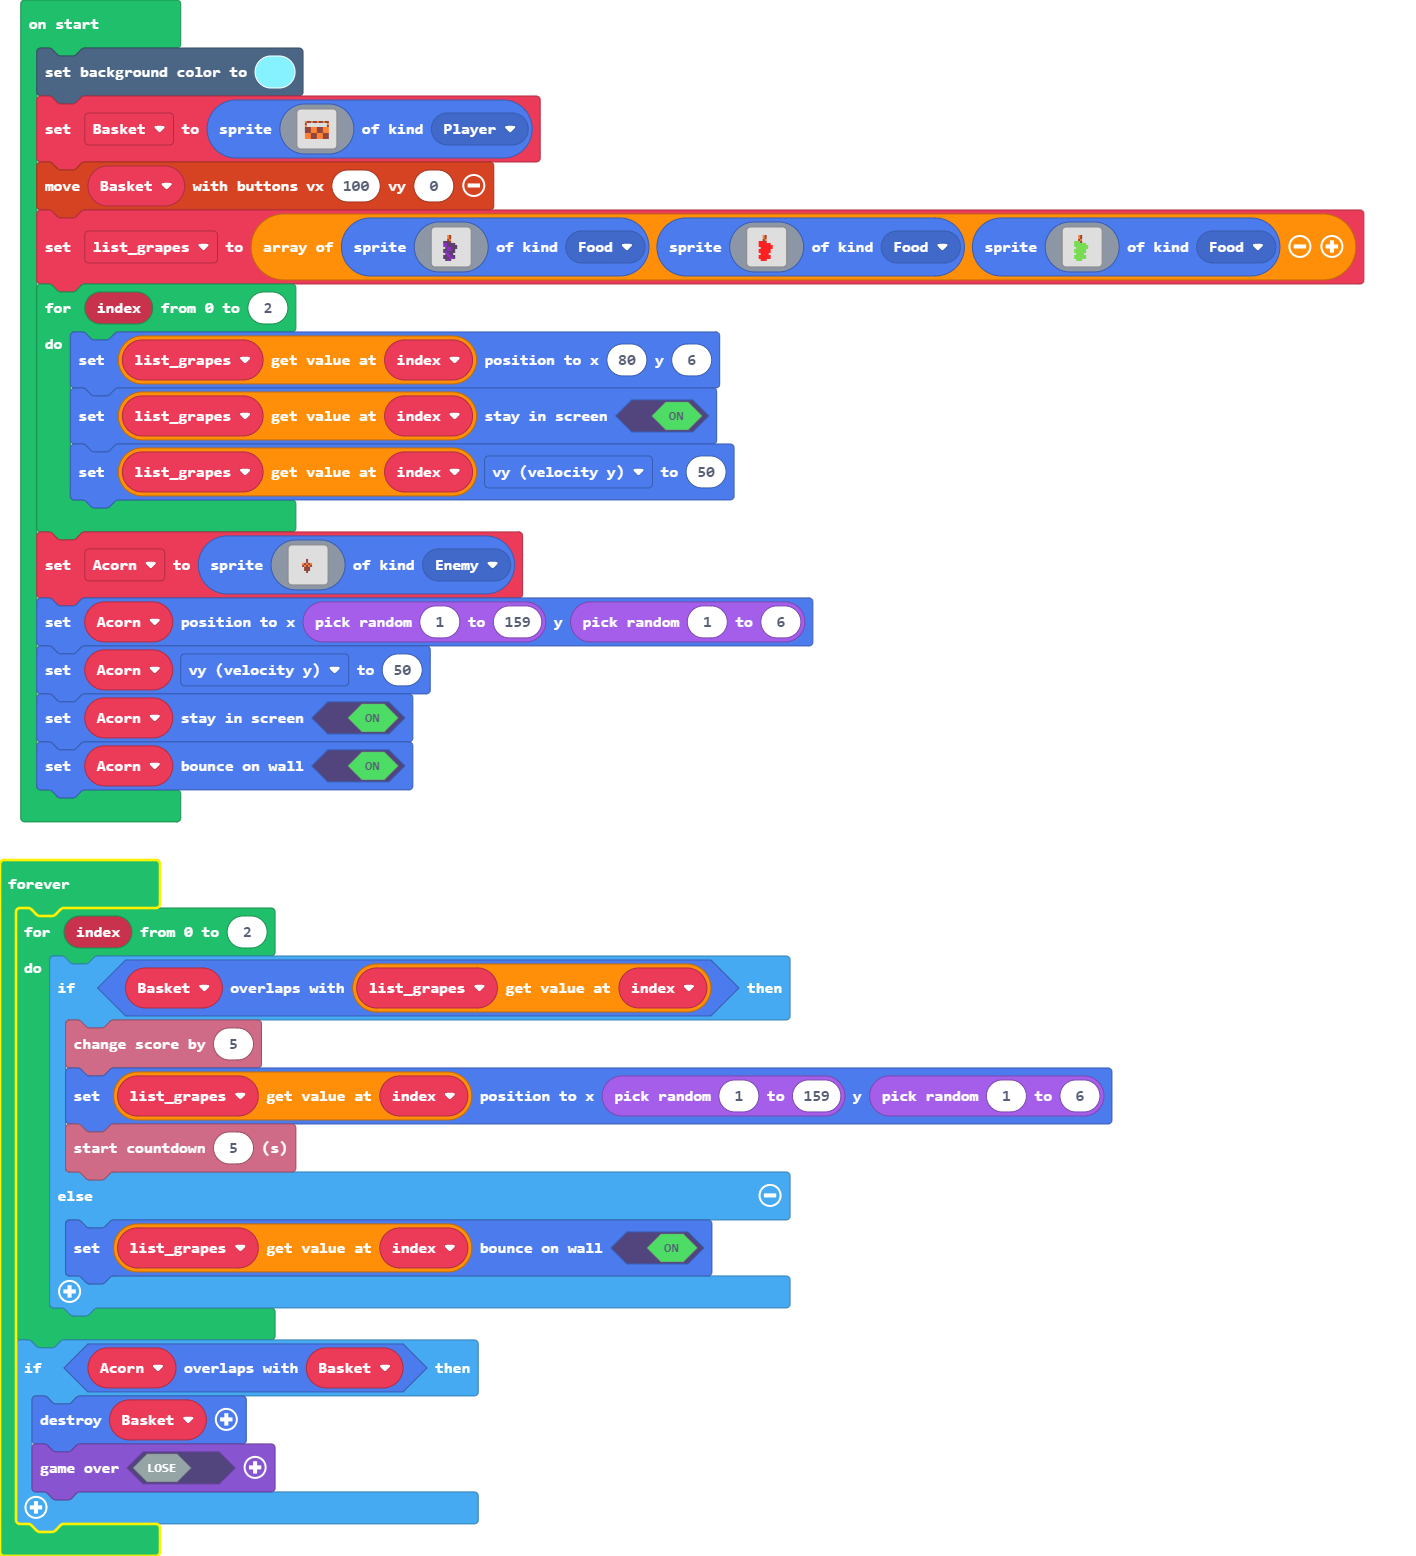 on start
set background color to
set Basket to sprite of kind Player
move Basket with buttons vx 100 vy 0
set list_grapes to array of sprite of kind Food sprite of kind Food sprite of kind Food
for index from 0 to 2
do
set list_grapes get value at index position to x 80 y 6
set list_grapes get value at index stay in screen ON
set list_grapes get value at index vy (velocity y) to 50
set Acorn to sprite of kind Enemy
set Acorn position to x pick random 1 to 159 y pick random 1 to 6
set Acorn vy (velocity y) to 50
set Acorn stay in screen ON
set Acorn bounce on wall ON
forever
for index from 0 to 2
do
if Basket overlaps with list_grapes get value at index then
change score by 5
set list_grapes get value at index position to x pick random 1 to 159 y pick random 1 to 6
start countdown 5 (s)
else
set list_grapes get value at index bounce on wall ON
if Acorn overlaps with Basket then
destroy Basket
game over LOSE